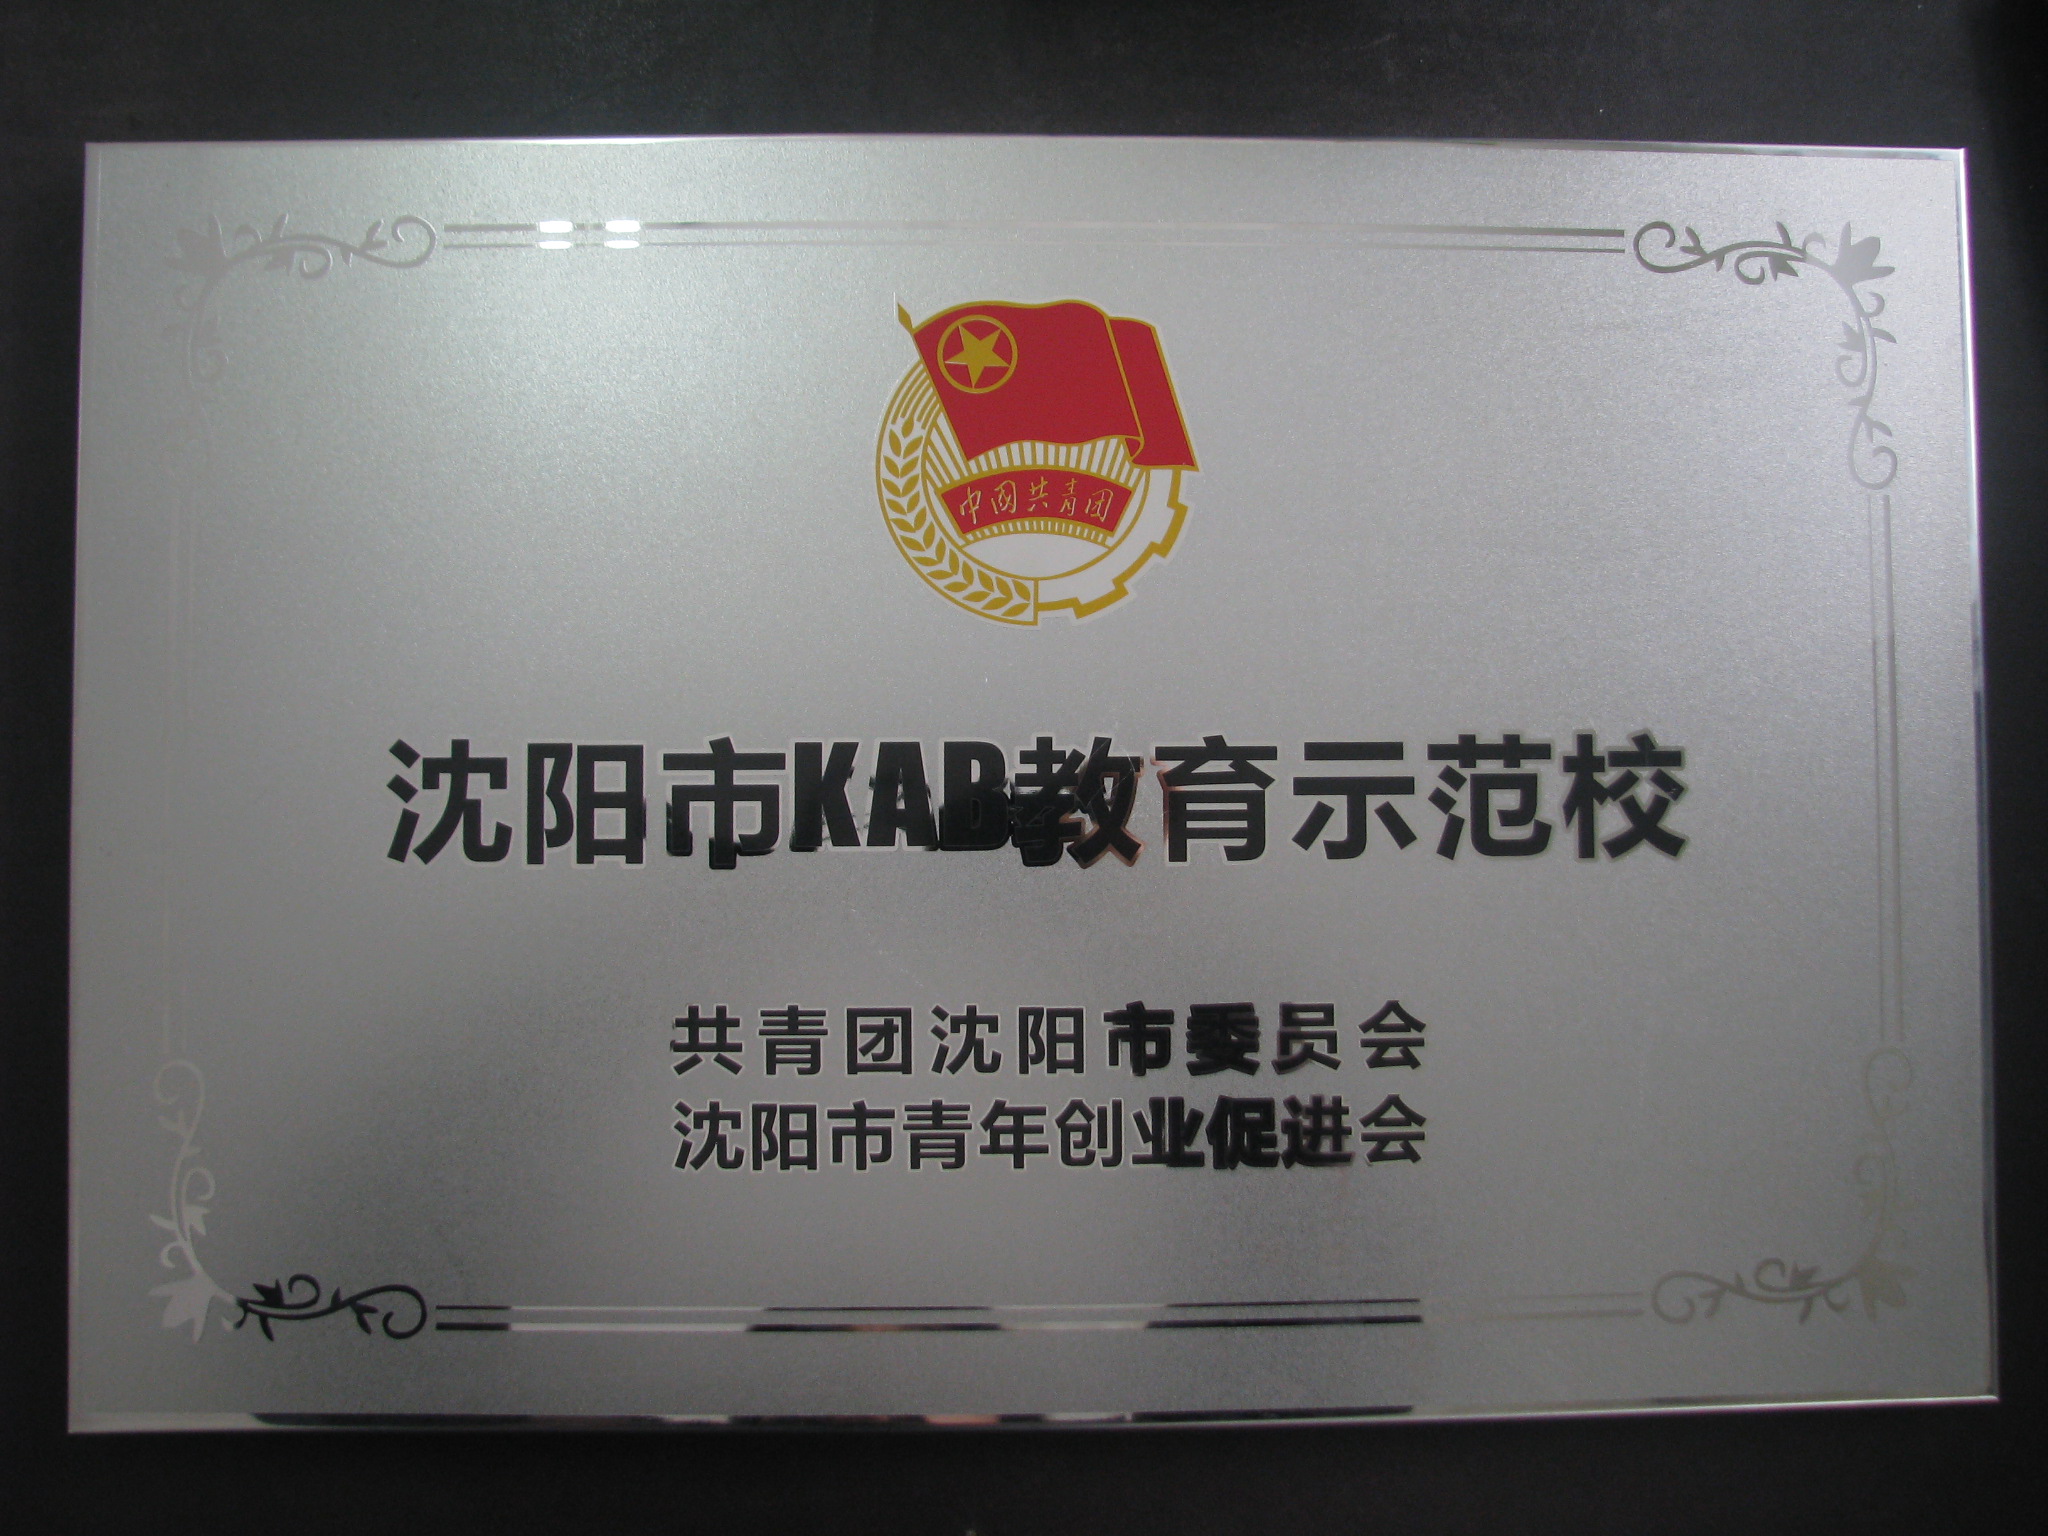 中國共青团
沈阳市KAB教育示范校
共青团沈阳市委员会
沈阳市青年创业促进会